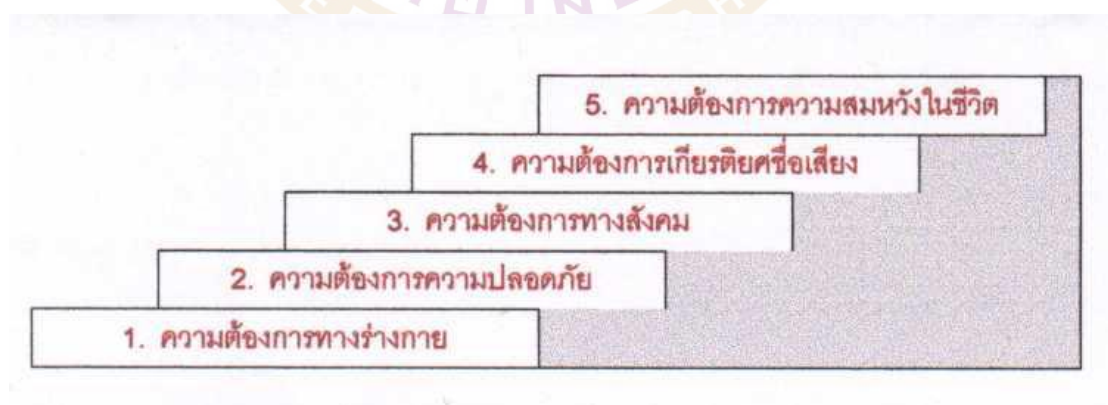 5. ความต้องการความสมหวังในชีวิต
4. ความต้องการเกียรติยศชื่อเสียง
3. ความต้องการทางสังคม
2. ความต้องการความปลอดภัย
1. ความต้องการทางร่างกาย